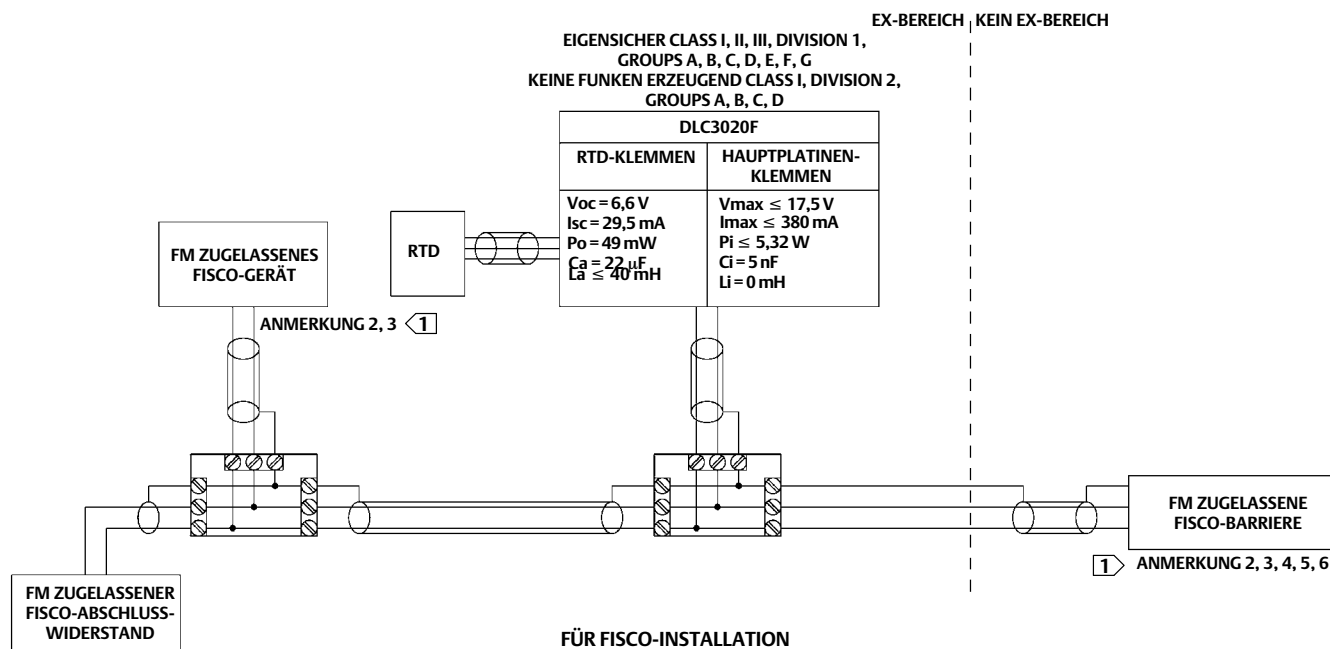 EX-BEREICH KEIN EX-BEREICH
EIGENSICHER CLASS I, II, III, DIVISION 1,
GROUPS A, B, C, D, E, F, G
KEINE FUNKEN ERZEUGEND CLASS I, DIVISION 2,
GROUPS A, B, C, D
DLC3020F
RTD-KLEMMEN
HAUPTPLATINEN-
KLEMMEN
Voc = 6,6 V
Isc = 29,5 mA
Po = 49 mW
Ca = 22 µF
La ≤ 40 mH
Vmax ≤ 17,5 V
Imax ≤ 380 mA
Pi ≤ 5,32 W
Ci = 5 nF
Li = 0 mH
RTD
FM ZUGELASSENES
FISCO-GERÄT
ANMERKUNG 2, 3 1
FM ZUGELASSENE
FISCO-BARRIERE
1 ANMERKUNG 2, 3, 4, 5, 6
FM ZUGELASSENER
FISCO-ABSCHLUSS-
WIDERSTAND
FÜR FISCO-INSTALLATION